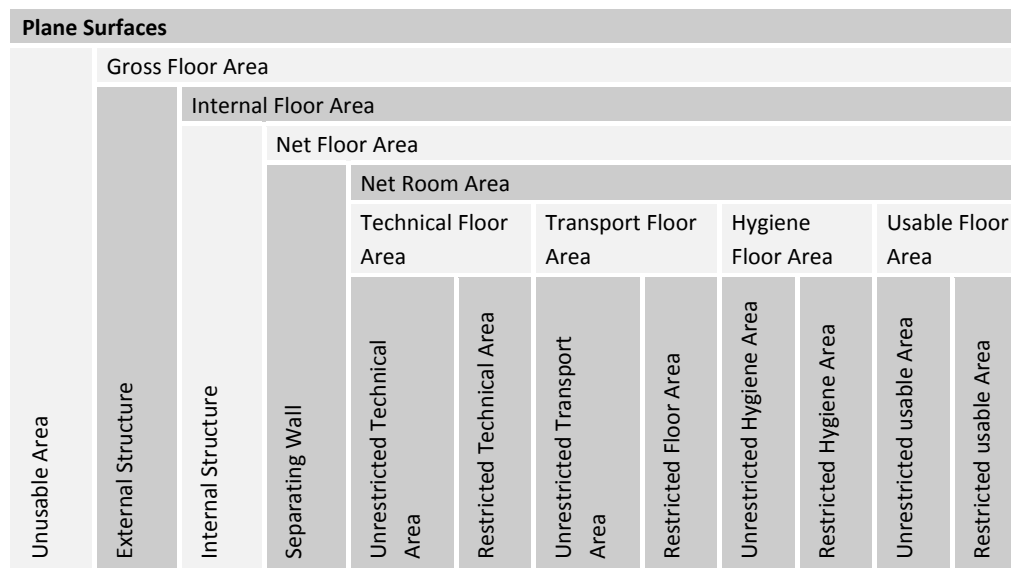 Plane Surfaces
Gross Floor Area
Internal Floor Area
Net Floor Area
Net Room Area
Technical Floor
Area
Transport Floor
Area
Hygiene
Floor Area
Usable Floor
Area
Unusable Area
External Structure
Internal Structure
Separating Wall
Unrestricted Technical
Area
Restricted Technical Area
Unrestricted Transport
Area
Restricted Floor Area
Unrestricted Hygiene Area
Restricted Hygiene Area
Unrestricted usable Area
Restricted usable Area